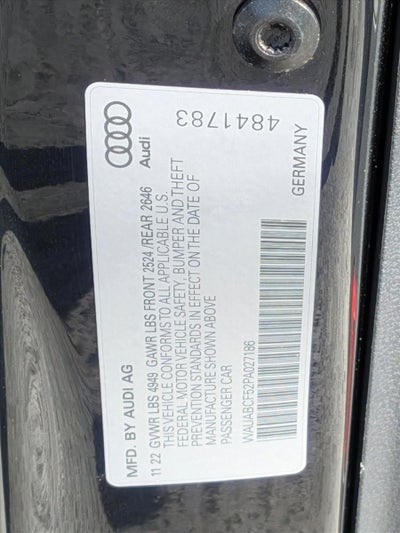 4841783
Audi
GERMANY
MFD. BY AUDI AG
11 22 GVWR LBS 4949 GAWR LBS FRONT 2524/REAR 2646
THIS VEHICLE CONFORMS TO ALL APPLICABLE U.S.
FEDERAL MOTOR VEHICLE SAFETY, BUMPER AND THEFT
PREVENTION STANDARDS IN EFFECT ON THE DATE OF
MANUFACTURE SHOWN ABOVE
PASSENGER CAR
WAUABCF52PA027186